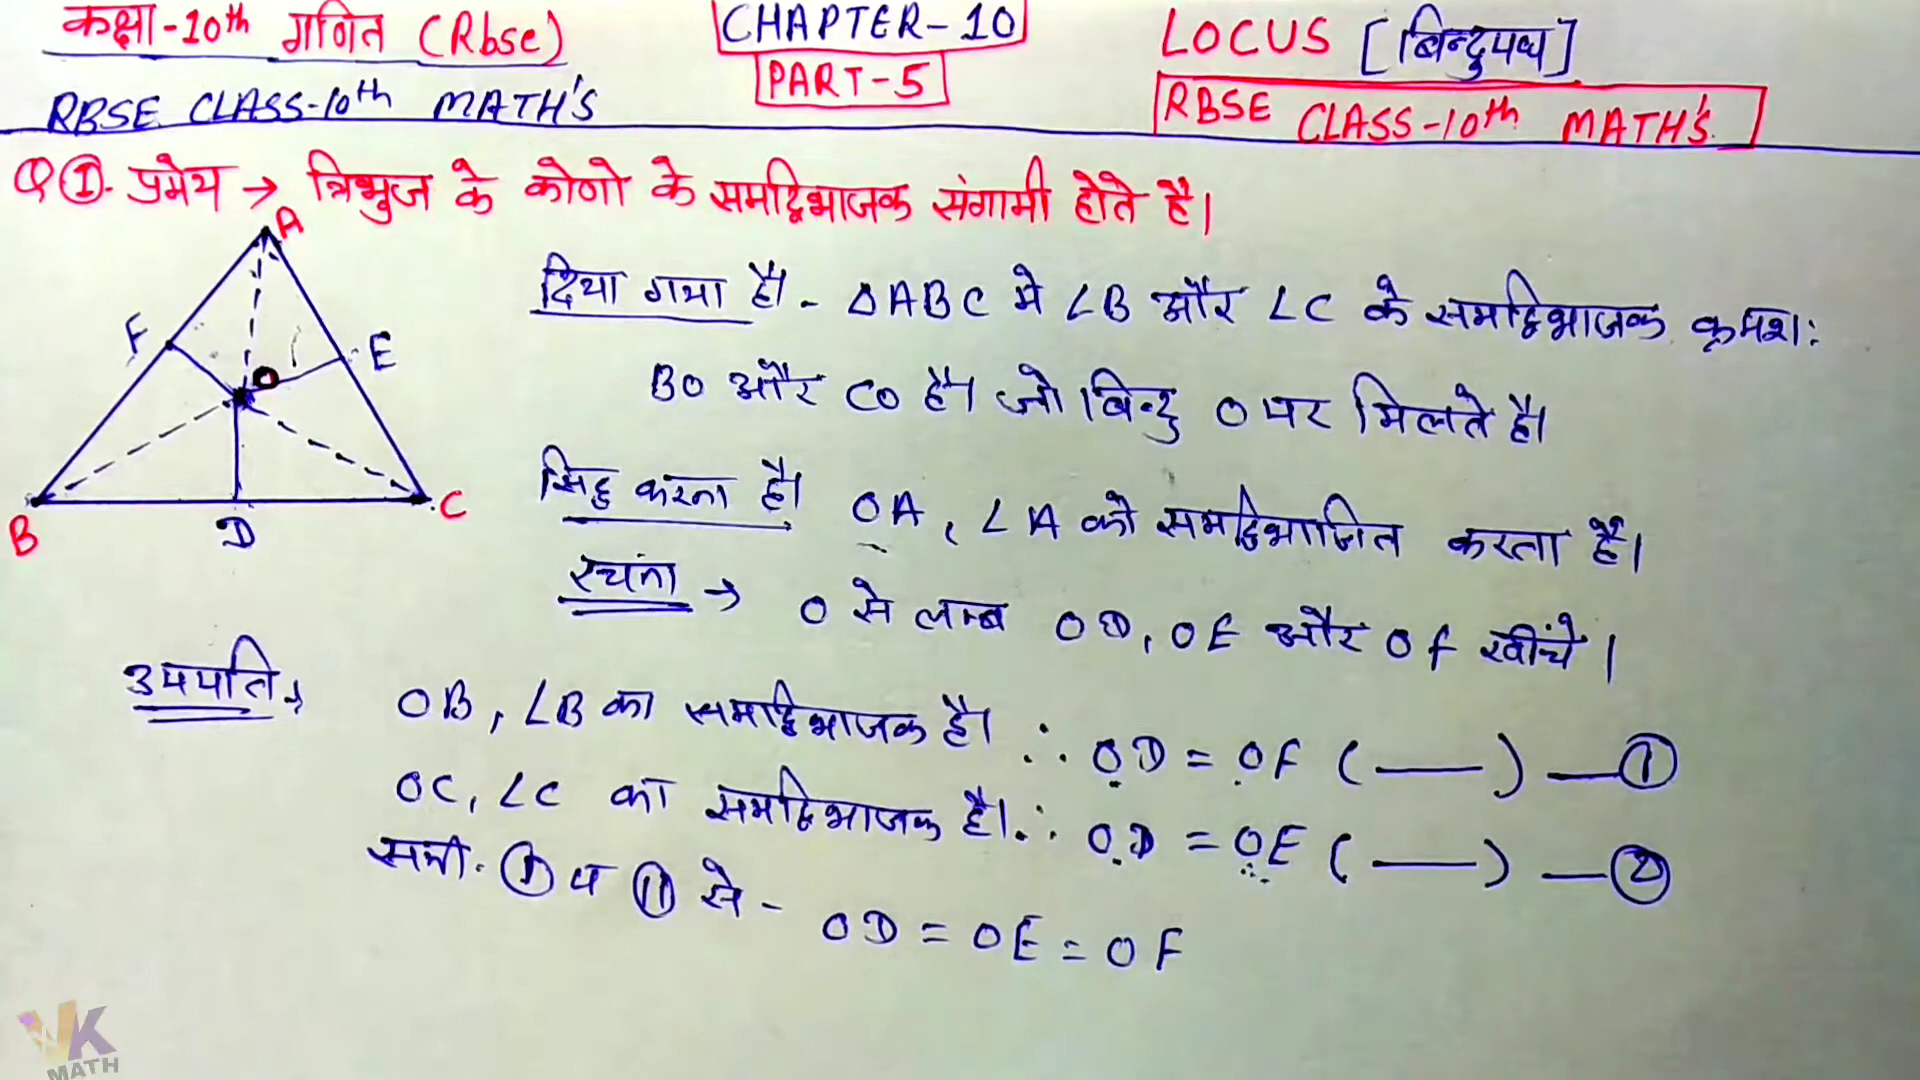 कक्षा-10th गणित (Rbse)
CHAPTER-10
LOCUS [बिन्दुपथ]
RBSE CLASS-10th MATH'S
PART-5
RBSE CLASS-10th MATH'S
Q ①. प्रमेय → त्रिभुज के कोणो के समद्विभाजक संगामी होते है।
A
F
E
O
B
D
C
दिया गया है। - ΔABC मे ∠B और ∠C के समद्विभाजक क्रमश:
BO और CO है। जो बिन्दु O पर मिलते है।
सिद्ध करना है। OA, ∠A को समद्विभाजित करता है।
रचना → O से लम्ब OD, OE और OF खींचे।
उपपति → OB, ∠B का समद्विभाजक है। ∴ OD = OF ( — ) — ①
OC, ∠C का समद्विभाजक है। ∴ OD = OE ( — ) — ②
समी. Ⓘ व Ⅱ से - OD = OE = OF
VK
MATH